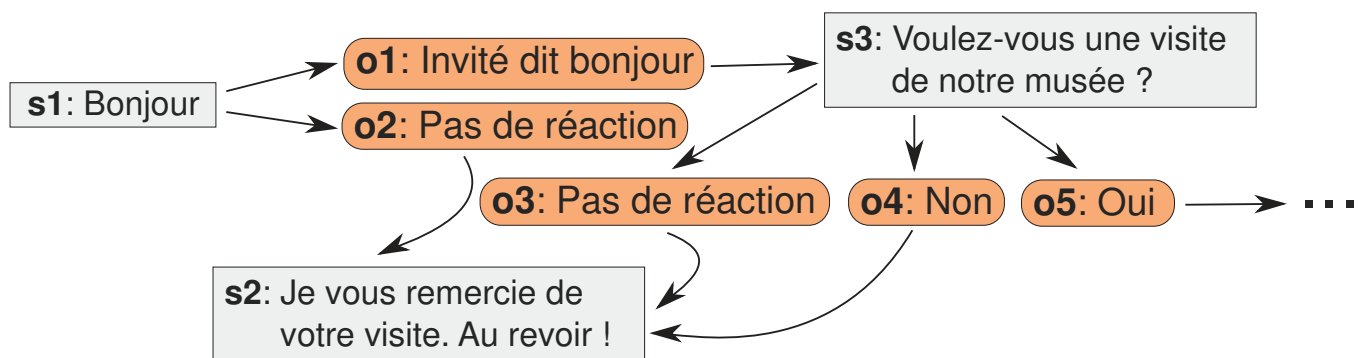 s1: Bonjour
o1: Invité dit bonjour
o2: Pas de réaction
s3: Voulez-vous une visite
de notre musée ?
o3: Pas de réaction
o4: Non
o5: Oui
...
s2: Je vous remercie de
votre visite. Au revoir !